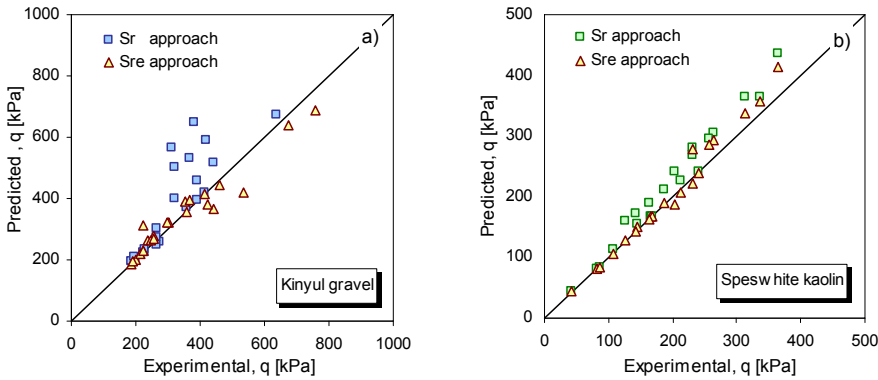 1000
800
600
400
200
0
Predicted , q [kPa]
Sr approach
Sre approach
a)
Kinyul gravel
0 200 400 600 800 1000
Experimental, q [kPa]
500
400
300
200
100
0
Predicted, q [kPa]
Sr approach
Sre approach
b)
Spesw hite kaolin
0 100 200 300 400 500
Experimental, q [kPa]